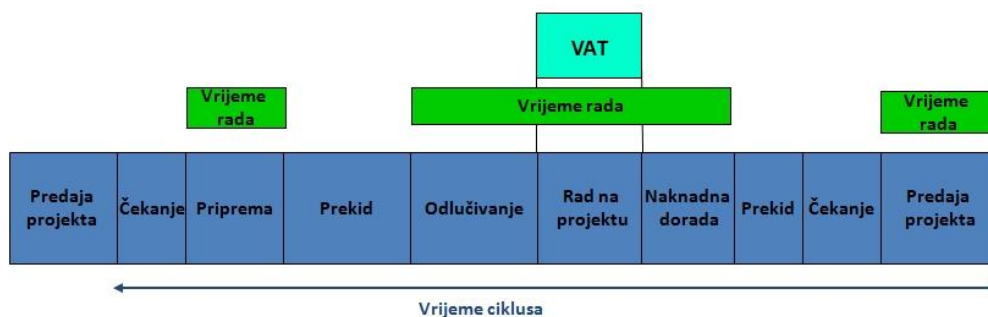 VAT
Vrijeme
rada
Vrijeme rada
Vrijeme
rada
Predaja
projekta
Čekanje
Priprema
Prekid
Odlučivanje
Rad na
projektu
Naknadna
dorada
Prekid
Čekanje
Predaja
projekta
Vrijeme ciklusa